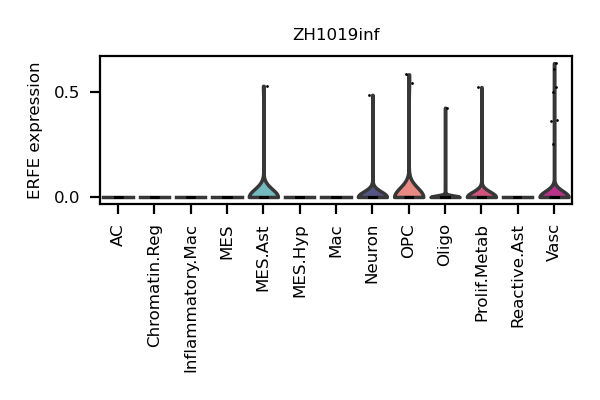 ZH1019inf
ERFE expression
0.5
0.0
AC
Chromatin.Reg
Inflammatory.Mac
MES
MES.Ast
MES.Hyp
Mac
Neuron
OPC
Oligo
Prolif.Metab
Reactive.Ast
Vasc